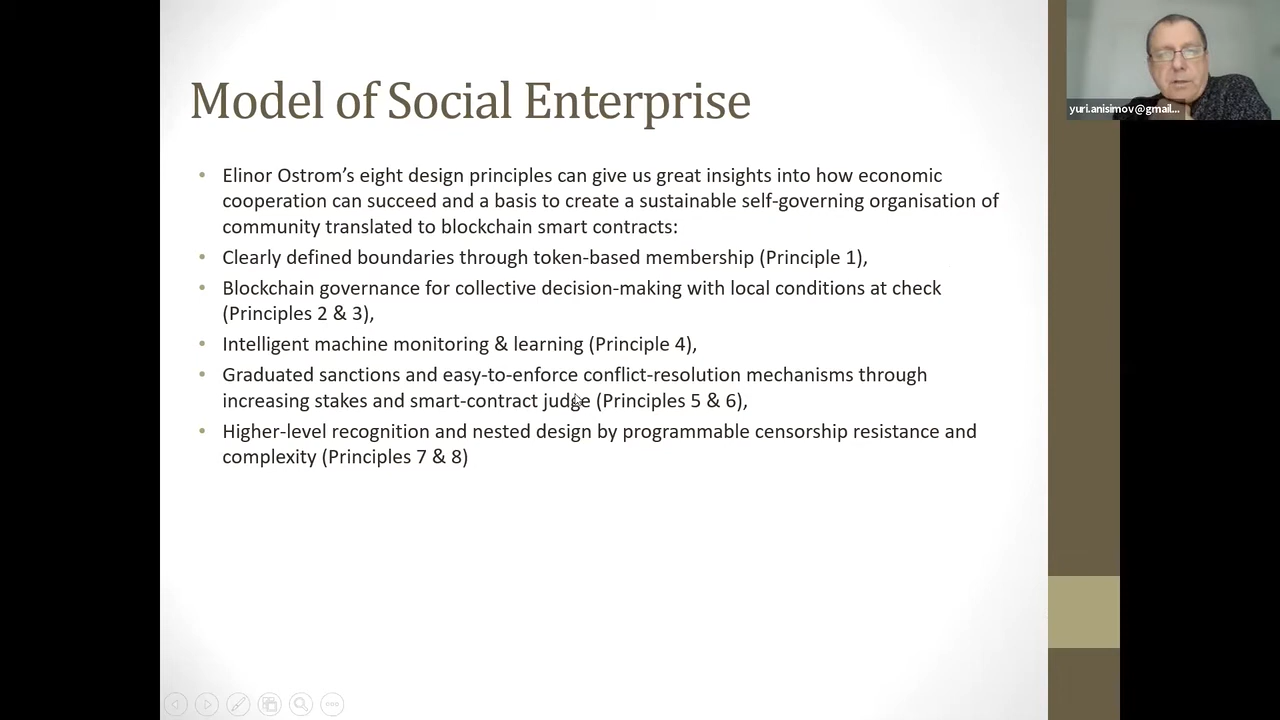 Model of Social Enterprise
yuri.anisimov@gmail...
• Elinor Ostrom’s eight design principles can give us great insights into how economic
cooperation can succeed and a basis to create a sustainable self-governing organisation of
community translated to blockchain smart contracts:
• Clearly defined boundaries through token-based membership (Principle 1),
• Blockchain governance for collective decision-making with local conditions at check
(Principles 2 & 3),
• Intelligent machine monitoring & learning (Principle 4),
• Graduated sanctions and easy-to-enforce conflict-resolution mechanisms through
increasing stakes and smart-contract judge (Principles 5 & 6),
• Higher-level recognition and nested design by programmable censorship resistance and
complexity (Principles 7 & 8)